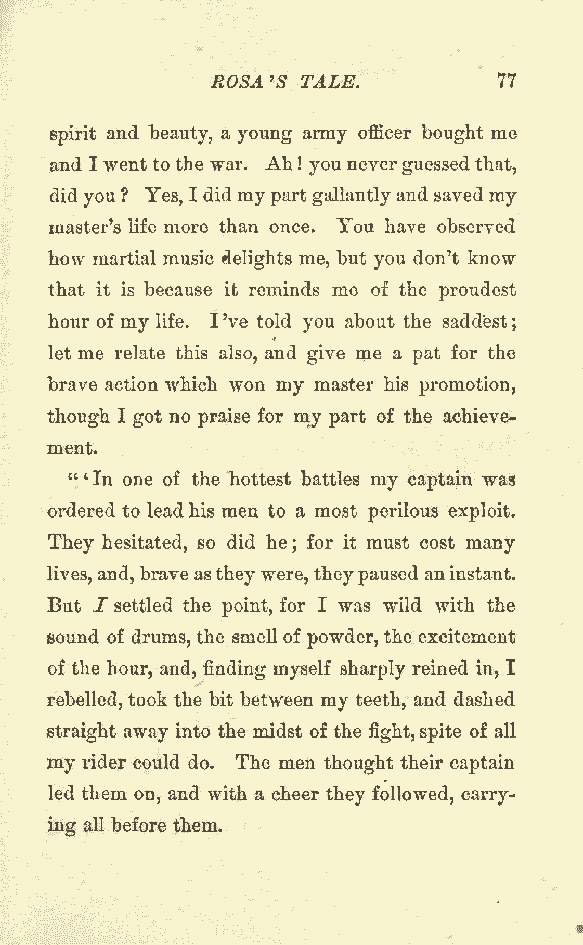 ROSA'S TALE. 77
spirit and beauty, a young army officer bought me
and I went to the war. Ah! you never guessed that,
did you? Yes, I did my part gallantly and saved my
master's life more than once. You have observed
how martial music delights me, but you don't know
that it is because it reminds me of the proudest
hour of my life. I've told you about the saddest;
let me relate this also, and give me a pat for the
brave action which won my master his promotion,
though I got no praise for my part of the achieve-
ment.
"'In one of the hottest battles my captain was
ordered to lead his men to a most perilous exploit.
They hesitated, so did he; for it must cost many
lives, and, brave as they were, they paused an instant.
But I settled the point, for I was wild with the
sound of drums, the smell of powder, the excitement
of the hour, and, finding myself sharply reined in, I
rebelled, took the bit between my teeth, and dashed
straight away into the midst of the fight, spite of all
my rider could do. The men thought their captain
led them on, and with a cheer they followed, carry-
ing all before them.